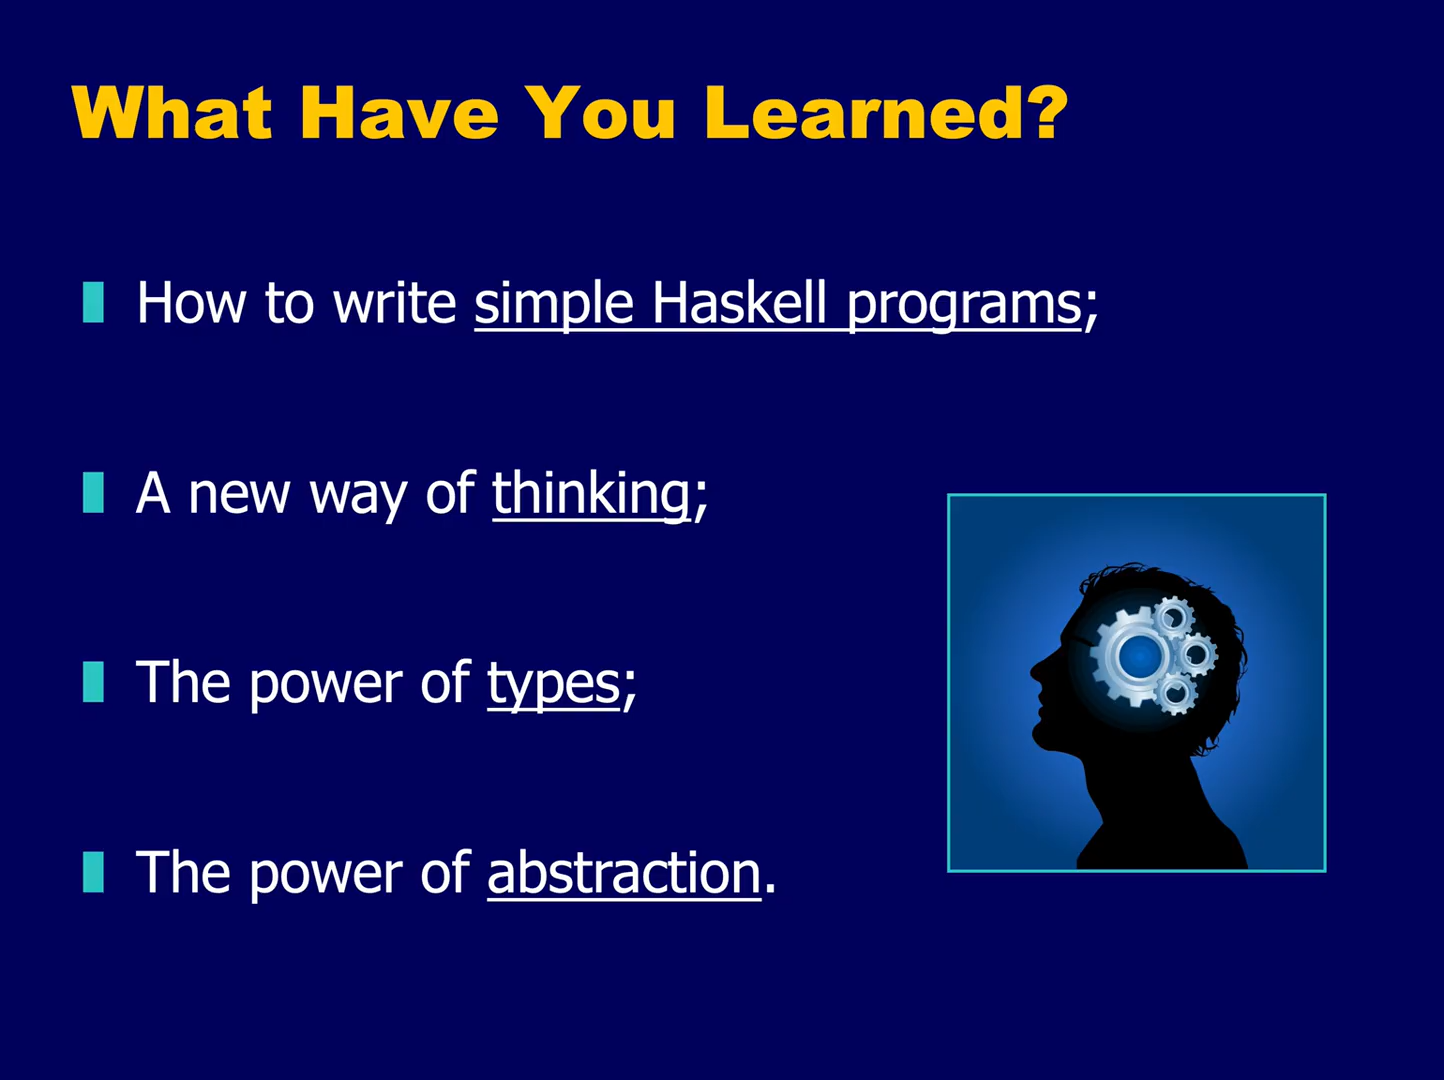 What Have You Learned?
How to write simple Haskell programs;
A new way of thinking;
The power of types;
The power of abstraction.